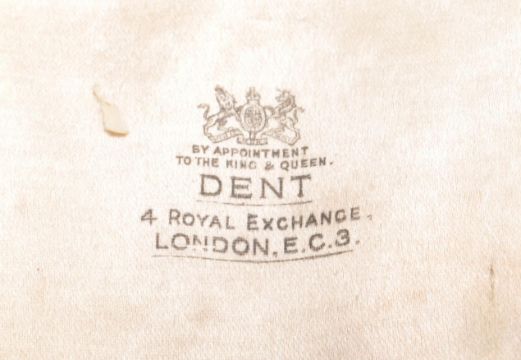 BY APPOINTMENT
TO THE KING & QUEEN.
DENT
4 ROYAL EXCHANGE,
LONDON, E.C.3.